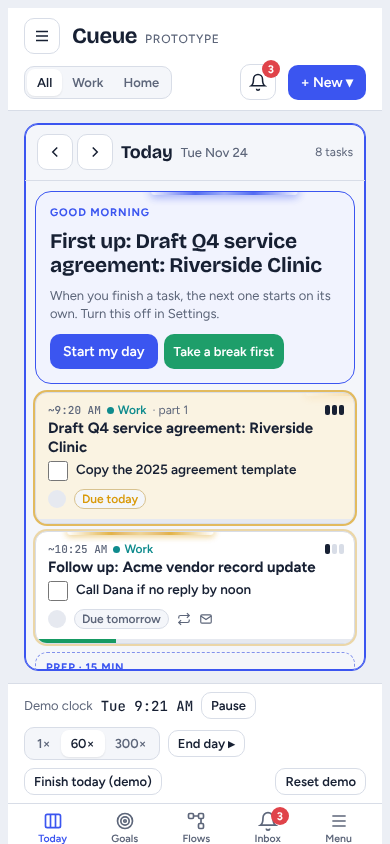 Cueue PROTOTYPE
All Work Home 3 + New ▾
Today Tue Nov 24 8 tasks
GOOD MORNING
First up: Draft Q4 service
agreement: Riverside Clinic
When you finish a task, the next one starts on its
own. Turn this off in Settings.
Start my day Take a break first
~9:20 AM Work · part 1
Draft Q4 service agreement: Riverside
Clinic
Copy the 2025 agreement template
Due today
~10:25 AM Work
Follow up: Acme vendor record update
Call Dana if no reply by noon
Due tomorrow
PREP · 15 MIN
Demo clock Tue 9:21 AM Pause
1× 60× 300× End day ▸
Finish today (demo) Reset demo
3
Today Goals Flows Inbox Menu